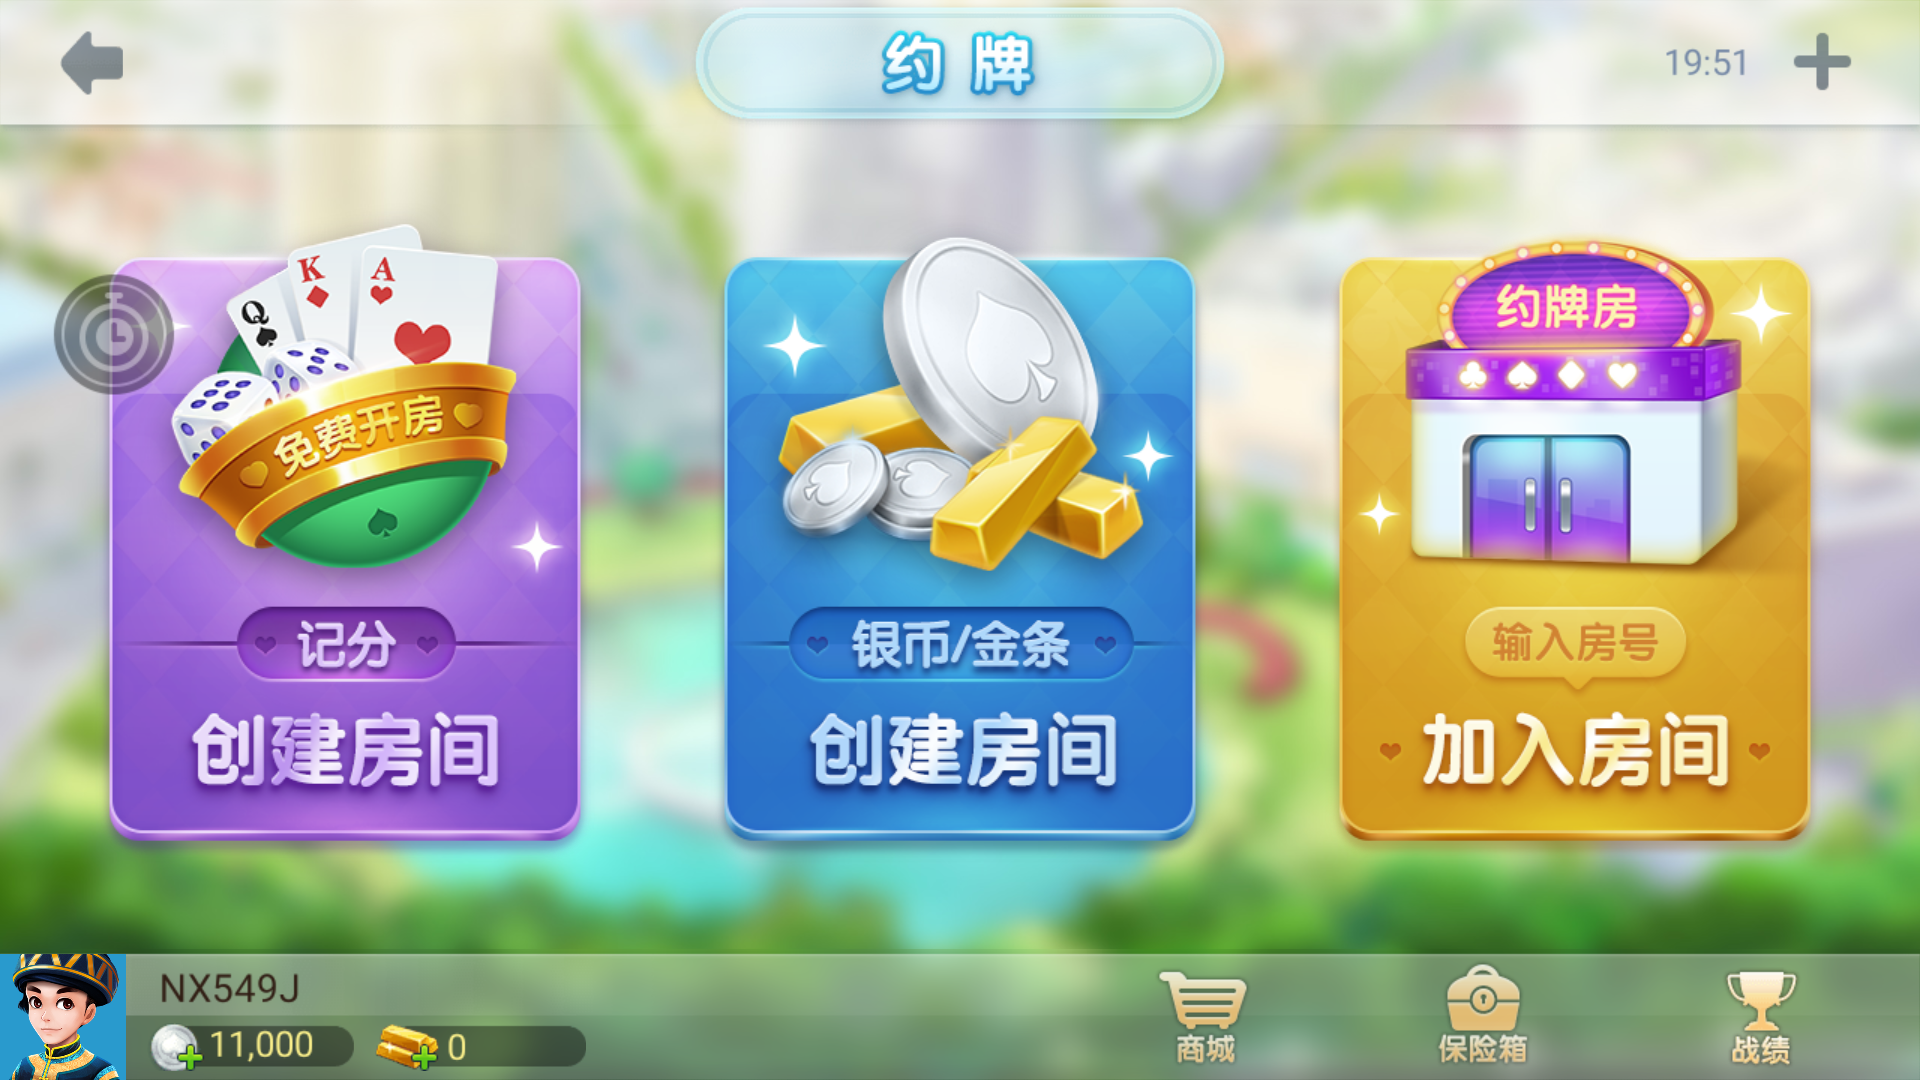 约牌
19:51
Q
K
A
免费开房
记分
创建房间
银币/金条
创建房间
约牌房
输入房号
加入房间
NX549J
11,000
0
商城
保险箱
战绩